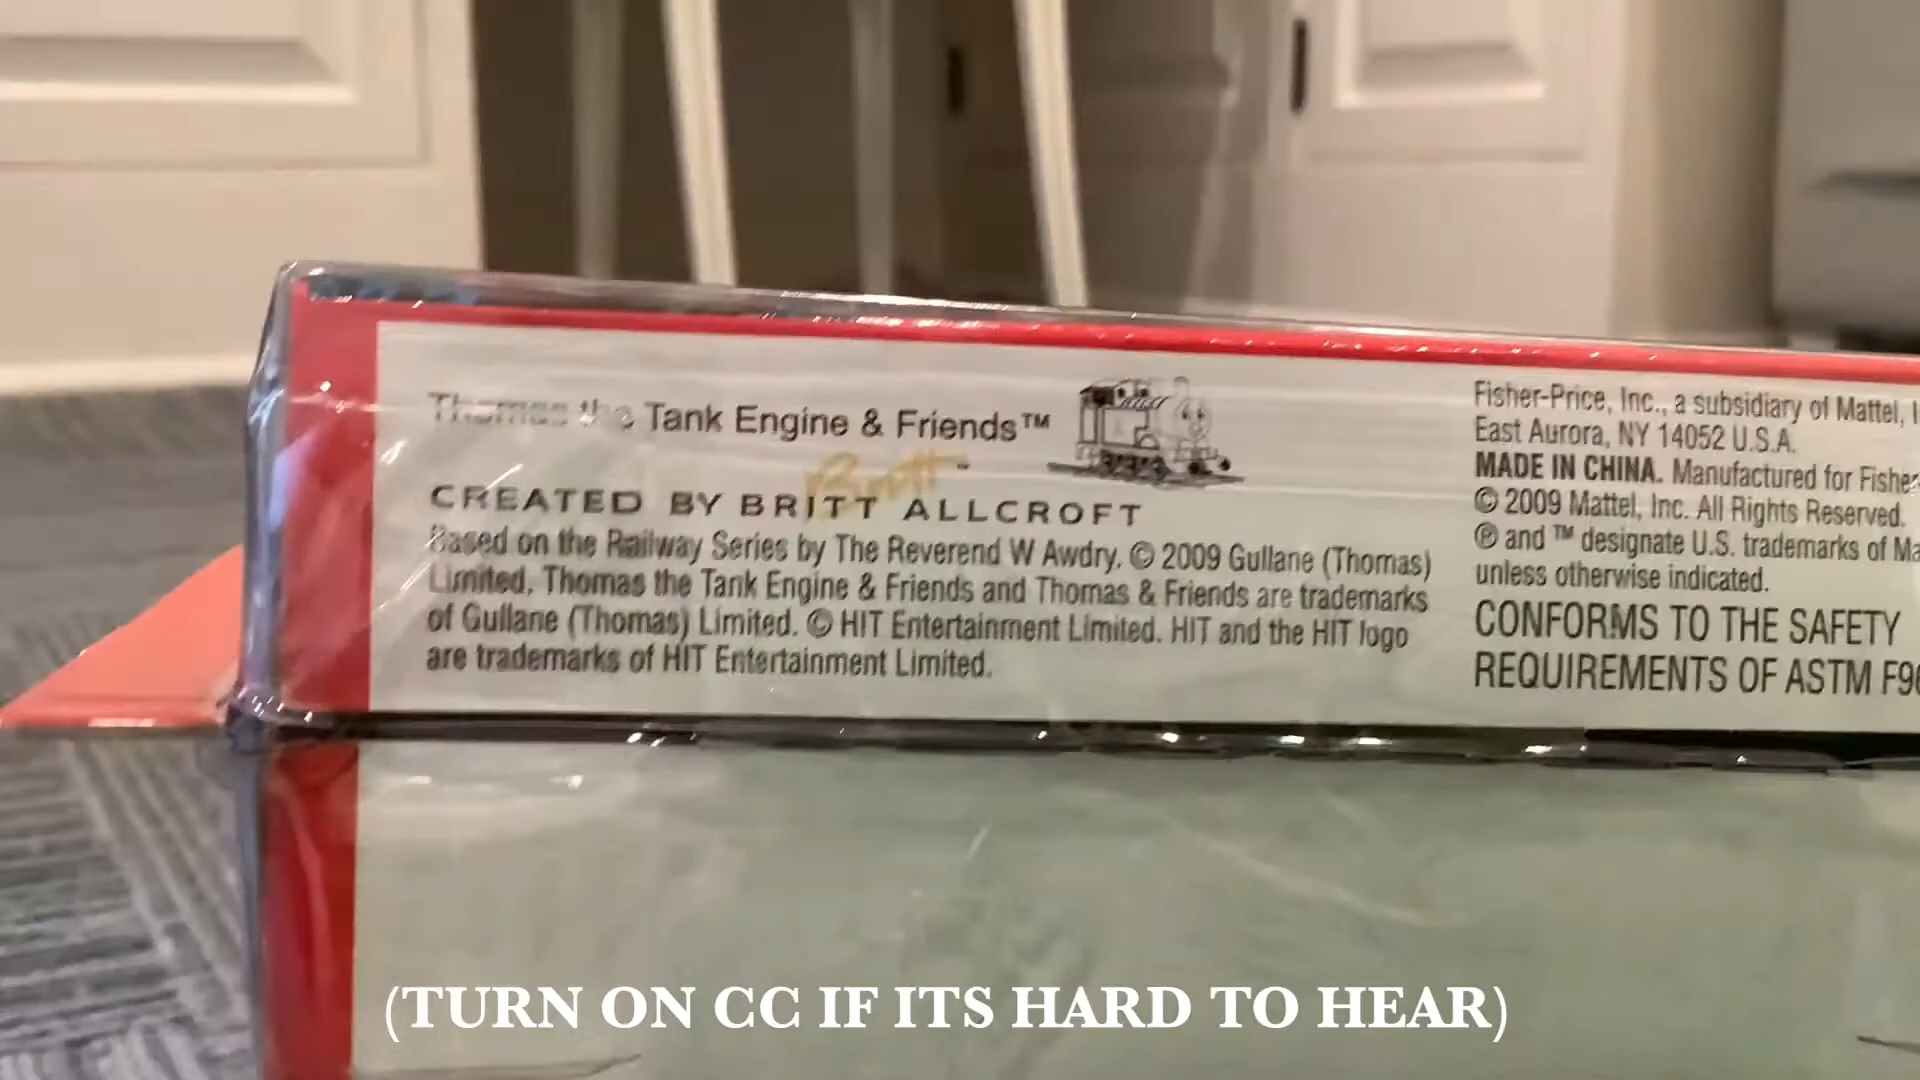 Thomas the Tank Engine & Friends™
Britt
CREATED BY BRITT ALLCROFT
Based on the Railway Series by The Reverend W Awdry. © 2009 Gullane (Thomas)
Limited. Thomas the Tank Engine & Friends and Thomas & Friends are trademarks
of Gullane (Thomas) Limited. © HIT Entertainment Limited. HIT and the HIT logo
are trademarks of HIT Entertainment Limited.
Fisher-Price, Inc., a subsidiary of Mattel,
East Aurora, NY 14052 U.S.A.
MADE IN CHINA. Manufactured for
© 2009 Mattel, Inc. All Rights Reserved.
® and ™ designate U.S. trademarks of
unless otherwise indicated.
CONFORMS TO THE SAFETY
REQUIREMENTS OF ASTM
(TURN ON CC IF ITS HARD TO HEAR)